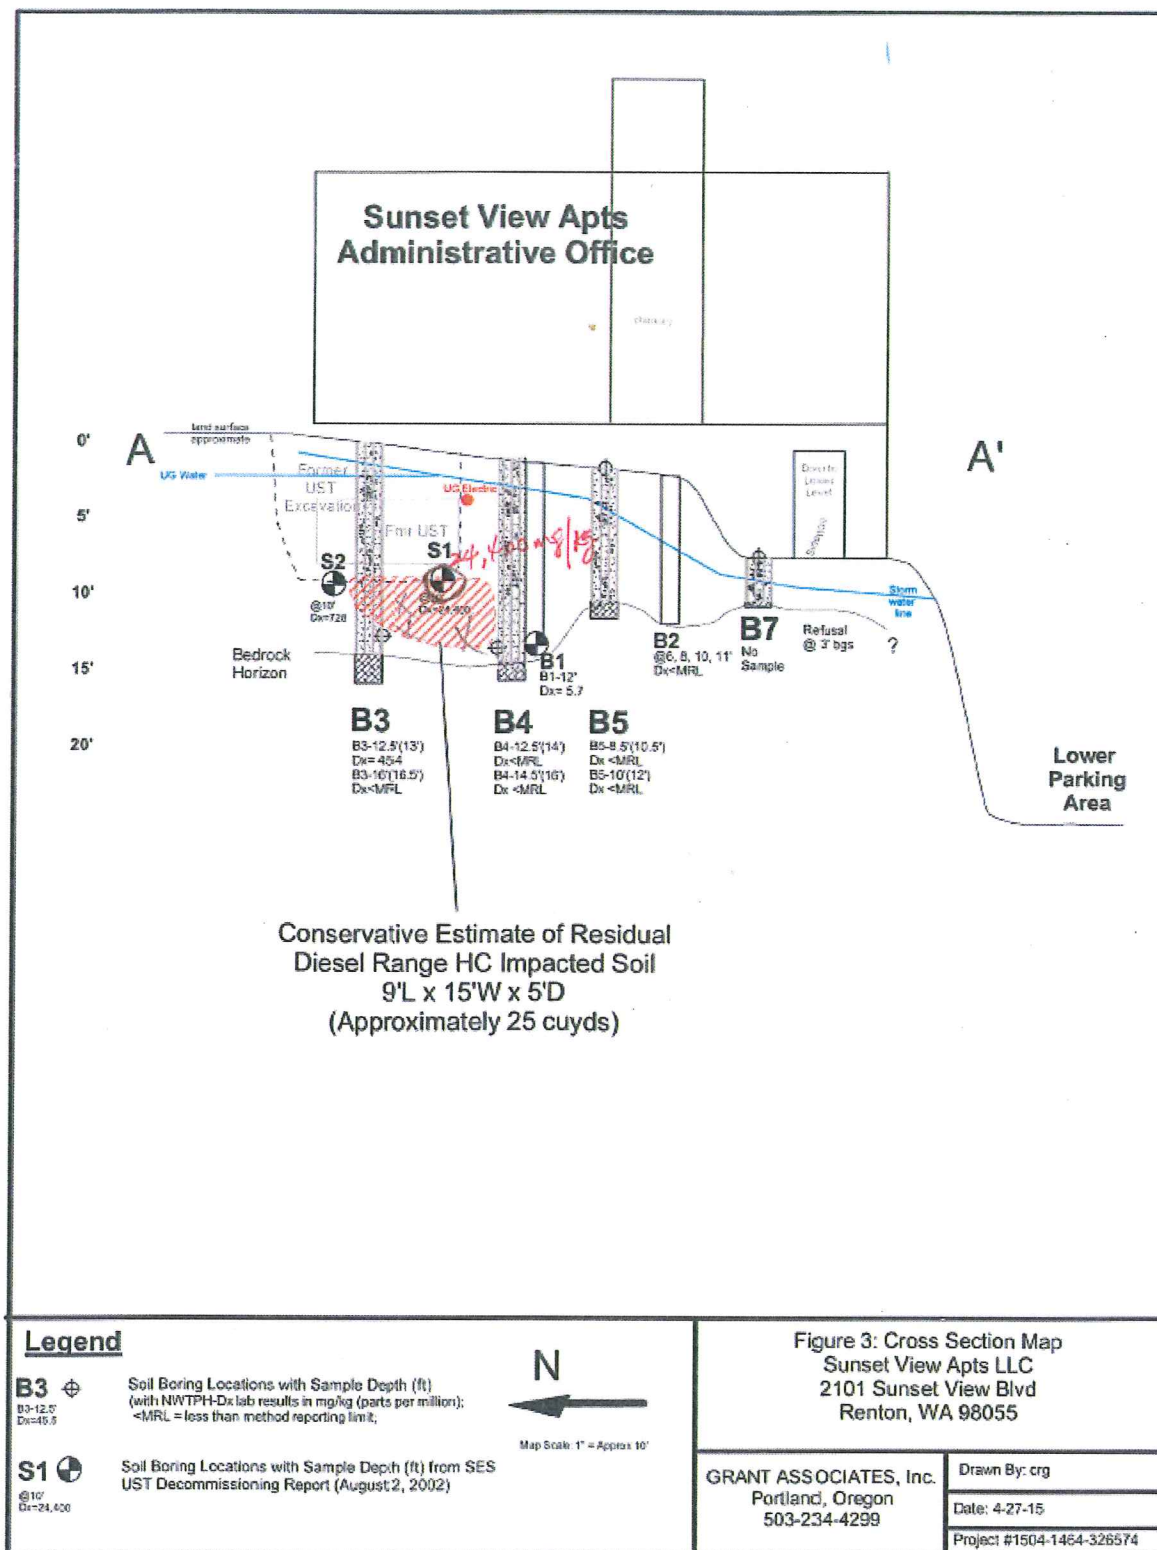 Sunset View Apts
Administrative Office
0'
5'
10'
15'
20'
A
land surface
approximate
A'
UG Water
Former
UST
Excavation
UG Electric
Fmr UST
24,400 mg/kg
S2
@10'
Dx=728
S1
Dx=24,400
Bedrock
Horizon
B1
B1-12'
Dx= 5.7
B2
@6, 8, 10, 11'
Dx<MRL
B7
No
Sample
Refusal
@ 3' bgs
?
Storm
water
line
B3
B3-12.5'(13')
Dx= 45.4
B3-16'(16.5')
Dx<MRL
B4
B4-12.5'(14')
Dx<MRL
B4-14.5'(16')
Dx <MRL
B5
B5-8.5'(10.5')
Dx <MRL
B5-10'(12')
Dx <MRL
Lower
Parking
Area
Conservative Estimate of Residual
Diesel Range HC Impacted Soil
9'L x 15'W x 5'D
(Approximately 25 cuyds)
Legend
B3
B3-12.5'
Dx=45.5
Soil Boring Locations with Sample Depth (ft)
(with NWTPH-Dx lab results in mg/kg (parts per million);
<MRL = less than method reporting limit;
S1
@10'
Dx=24,400
Soil Boring Locations with Sample Depth (ft) from SES
UST Decommissioning Report (August 2, 2002)
N
Map Scale: 1" = Approx 10'
Figure 3: Cross Section Map
Sunset View Apts LLC
2101 Sunset View Blvd
Renton, WA 98055
GRANT ASSOCIATES, Inc.
Portland, Oregon
503-234-4299
Drawn By: crg
Date: 4-27-15
Project #1504-1464-326574